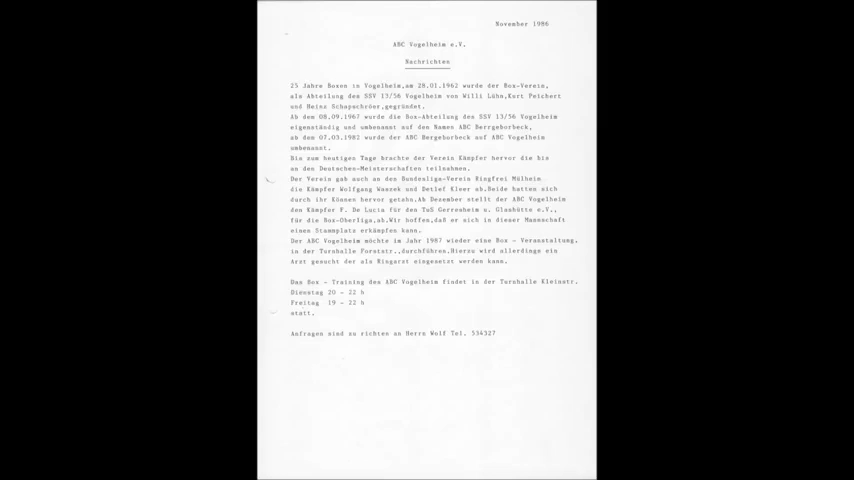 November 1986
ABC Vogelheim e.V.
Nachrichten
25 Jahre Boxen in Vogelheim,am 28.01.1962 wurde der Box-Verein,
als Abteilung des SSV 13/56 Vogelheim von Willi Lühn,Kurt Petchert
und Heinz Schapschröer,gegründet.
Ab dem 08.09.1967 wurde die Box-Abteilung des SSV 13/56 Vogelheim
eigenständig und umbenannt auf den Namen ABC Berrgeborbeck,
ab dem 07.03.1982 wurde der ABC Bergeborbeck auf ABC Vogelheim
umbenannt.
Bin zum heutigen Tage brachte der Verein Kämpfer hervor die bis
an den Deutschen-Meisterschaften teilnahmen.
Der Verein gab auch an den Bundesliga-Verein Ringfrei Mülheim
die Kämpfer Wolfgang Waszek und Detlef Kleer ab.Beide hatten sich
durch ihr Können hervor getahn.Ab Dezember stellt der ABC Vogelheim
den Kämpfer F. De Lucia für den TuS Gerresheim u. Glashütte e.V.,
für die Box-Oberliga,ab.Wir hoffen,daß er sich in dieser Mannschaft
einen Stammplatz erkämpfen kann.
Der ABC Vogelheim möchte im Jahr 1987 wieder eine Box - Veranstaltung,
in der Turnhalle Forststr.,durchführen.Hierzu wird allerdings ein
Arzt gesucht der als Ringarzt eingesetzt werden kann.
Das Box - Training des ABC Vogelheim findet in der Turnhalle Kleinstr.
Dienstag 20 - 22 h
Freitag 19 - 22 h
statt.
Anfragen sind zu richten an Herrn Wolf Tel. 534327